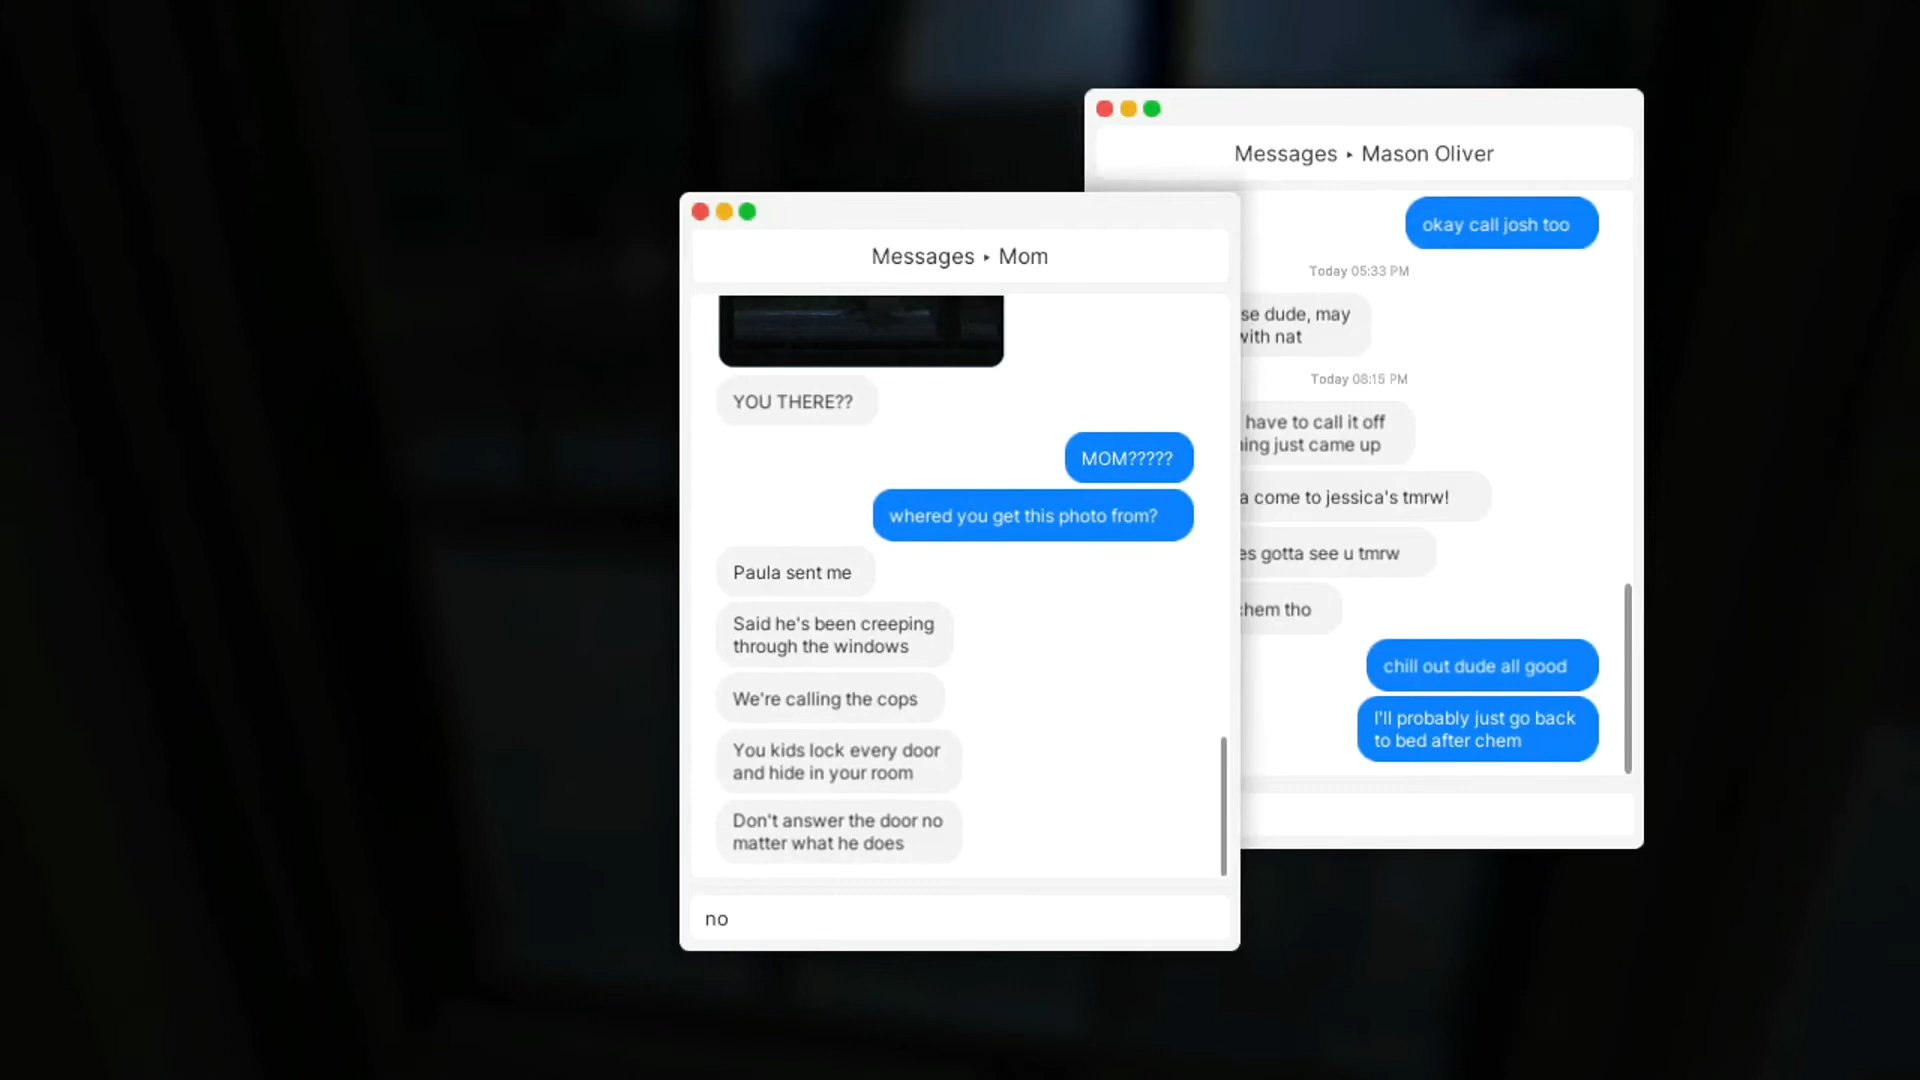 Messages ‣ Mom
YOU THERE??
MOM?????
whered you get this photo from?
Paula sent me
Said he's been creeping
through the windows
We're calling the cops
You kids lock every door
and hide in your room
Don't answer the door no
matter what he does
no
Messages ‣ Mason Oliver
okay call josh too
Today 05:33 PM
dude, may
with nat
Today 08:15 PM
have to call it off
just came up
come to jessica's tmrw!
gotta see u tmrw
chem tho
chill out dude all good
I'll probably just go back
to bed after chem